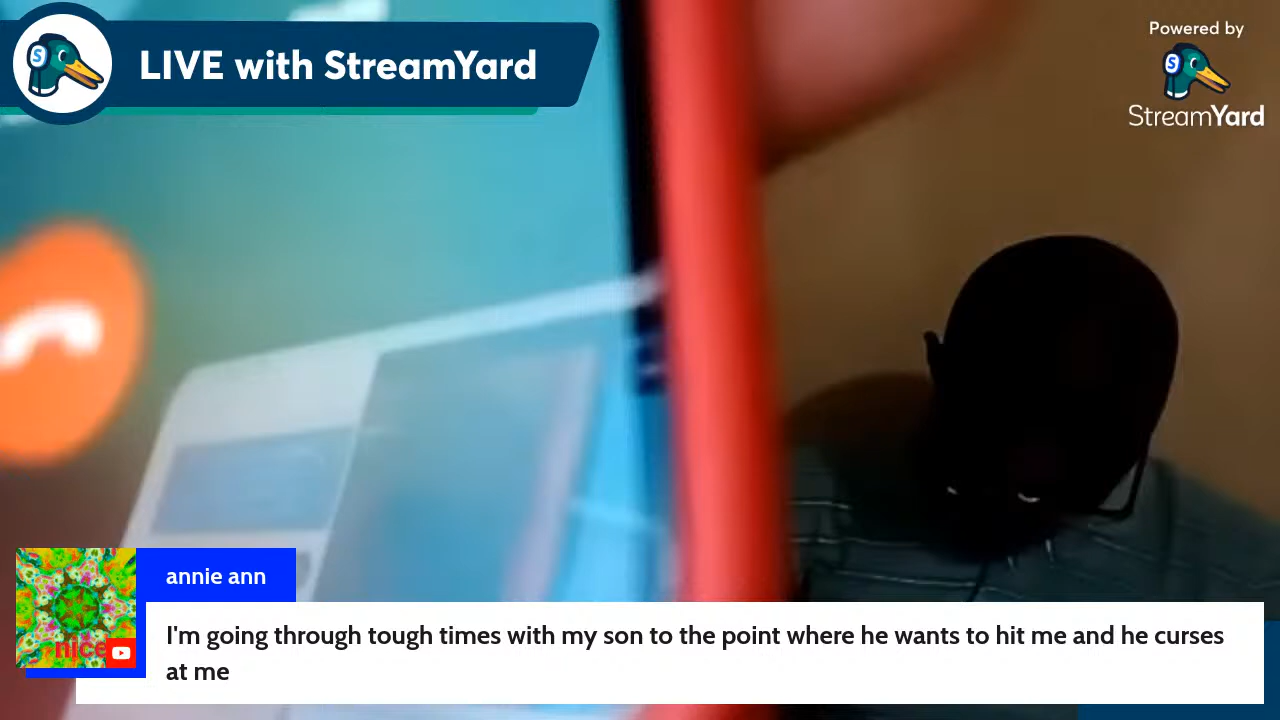 LIVE with StreamYard
Powered by
StreamYard
S
S
annie ann
nice
I'm going through tough times with my son to the point where he wants to hit me and he curses
at me